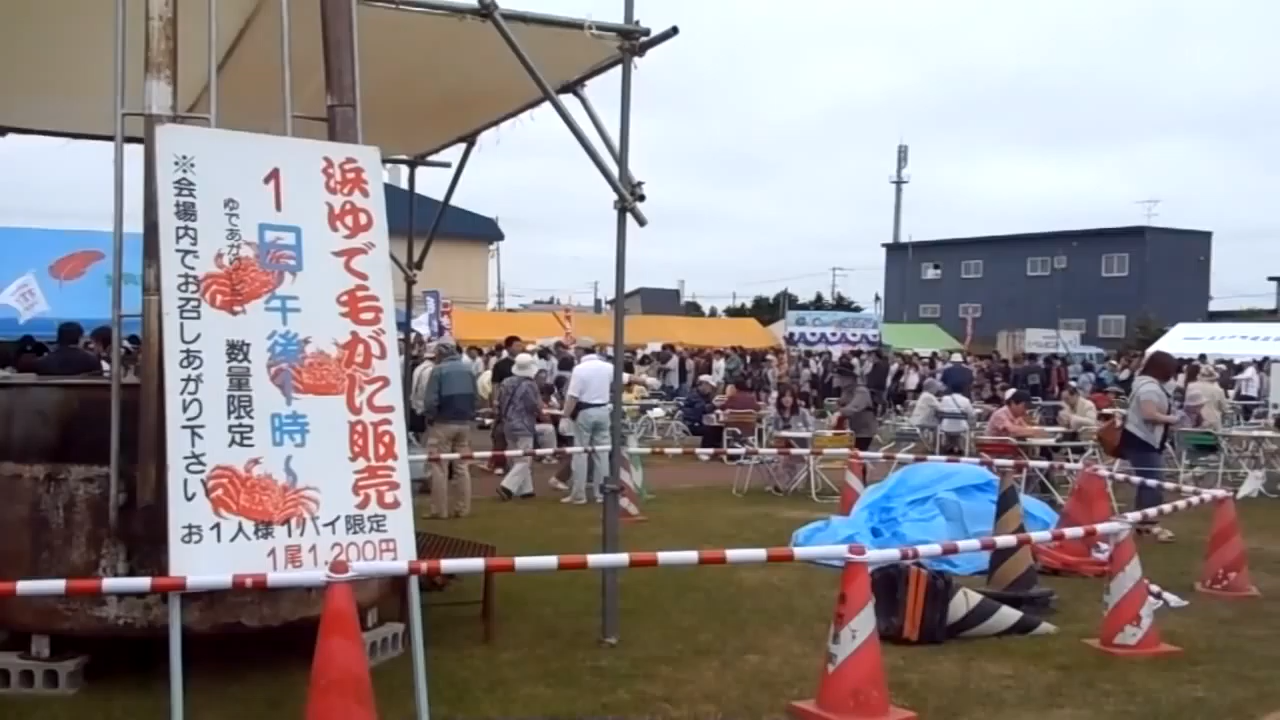 浜ゆで毛がに販売
1日午後1時~
ゆであがり
数量限定
※会場内でお召しあがり下さい
お1人様1パイ限定
1尾1,200円